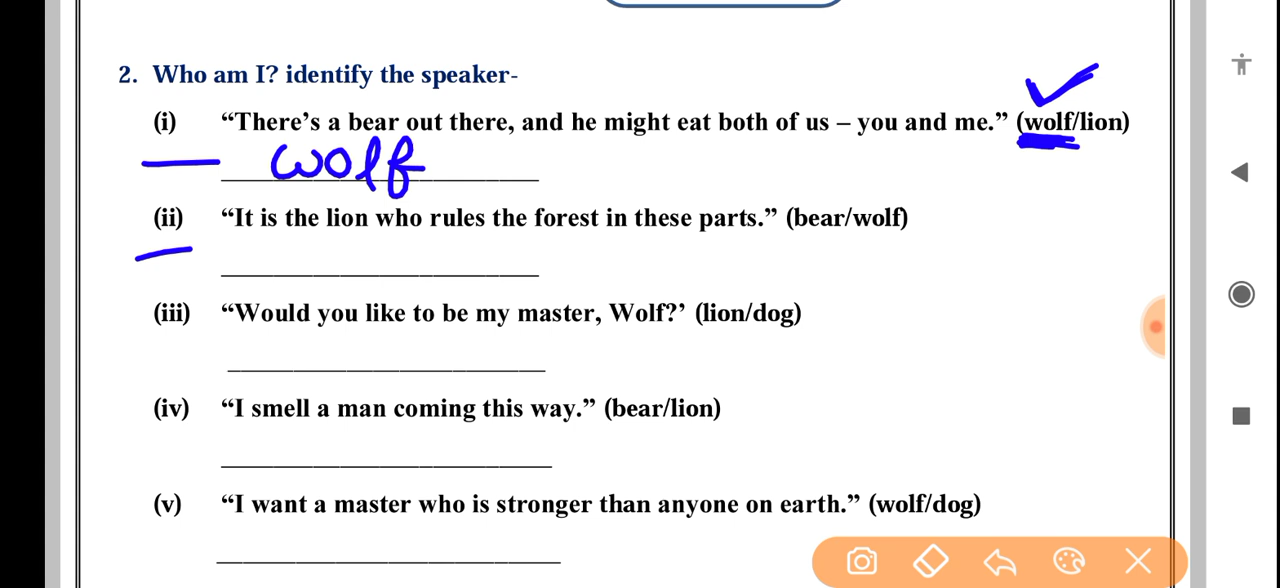 2. Who am I? identify the speaker-
(i) “There’s a bear out there, and he might eat both of us – you and me.” (wolf/lion)
wolf
(ii) “It is the lion who rules the forest in these parts.” (bear/wolf)
(iii) “Would you like to be my master, Wolf?’ (lion/dog)
(iv) “I smell a man coming this way.” (bear/lion)
(v) “I want a master who is stronger than anyone on earth.” (wolf/dog)